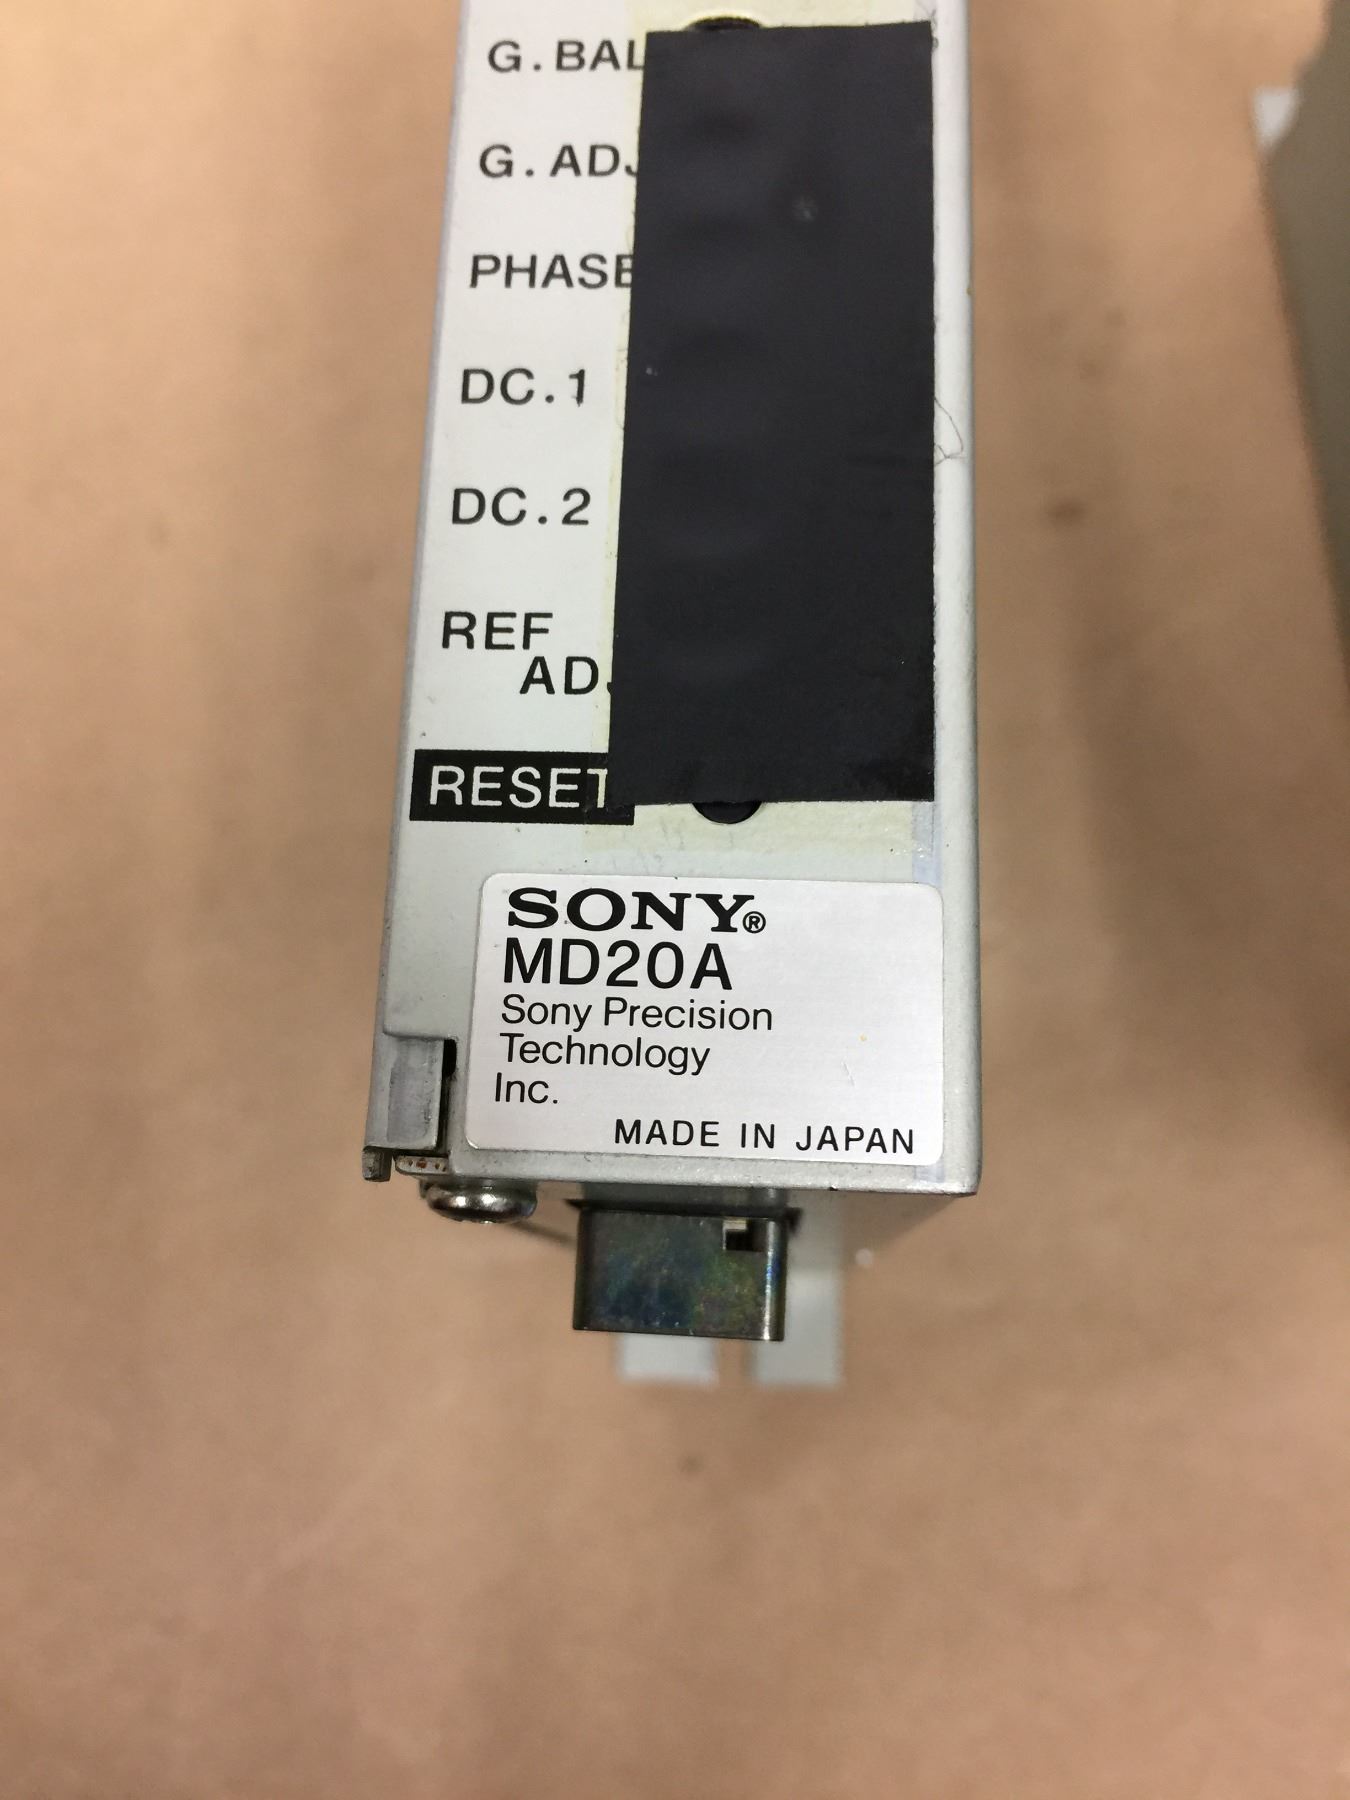 G.BAL
G.ADJ
PHASE
DC.1
DC.2
REF
ADJ
RESET
SONY®
MD20A
Sony Precision
Technology
Inc.
MADE IN JAPAN